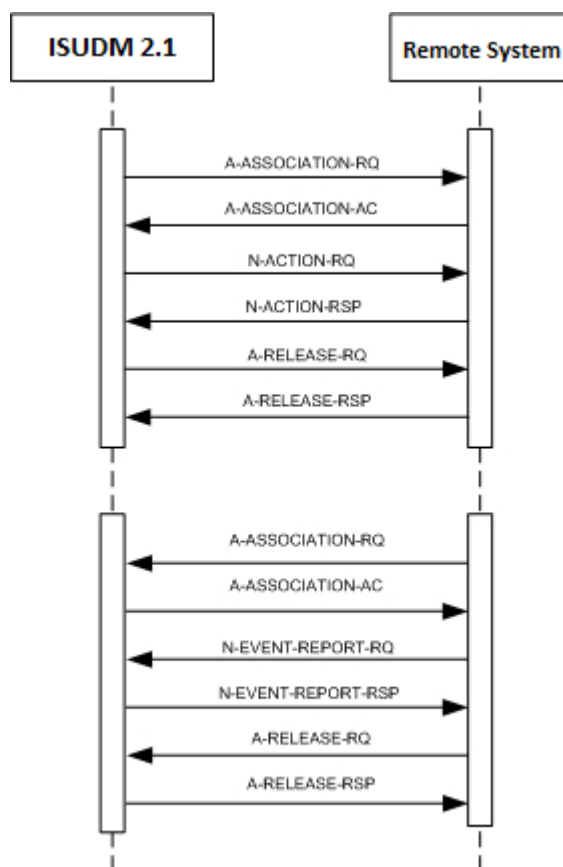 ISUDM 2.1
Remote System
A-ASSOCIATION-RQ
A-ASSOCIATION-AC
N-ACTION-RQ
N-ACTION-RSP
A-RELEASE-RQ
A-RELEASE-RSP
A-ASSOCIATION-RQ
A-ASSOCIATION-AC
N-EVENT-REPORT-RQ
N-EVENT-REPORT-RSP
A-RELEASE-RQ
A-RELEASE-RSP